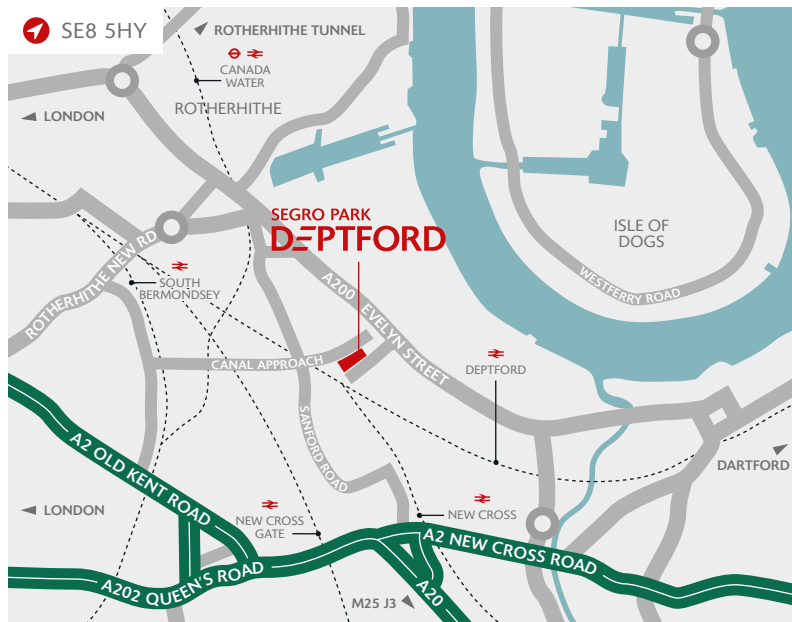 SE8 5HY
ROTHERHITHE TUNNEL
CANADA
WATER
ROTHERHITHE
LONDON
SEGRO PARK
DEPTFORD
ISLE OF
DOGS
ROTHERHITHE NEW RD
SOUTH
BERMONDSEY
A200 EVELYN STREET
WESTFERRY ROAD
CANAL APPROACH
DEPTFORD
SANFORD ROAD
A2 OLD KENT ROAD
DARTFORD
LONDON
NEW CROSS
GATE
NEW CROSS
A2 NEW CROSS ROAD
A202 QUEEN'S ROAD
A20
M25 J3